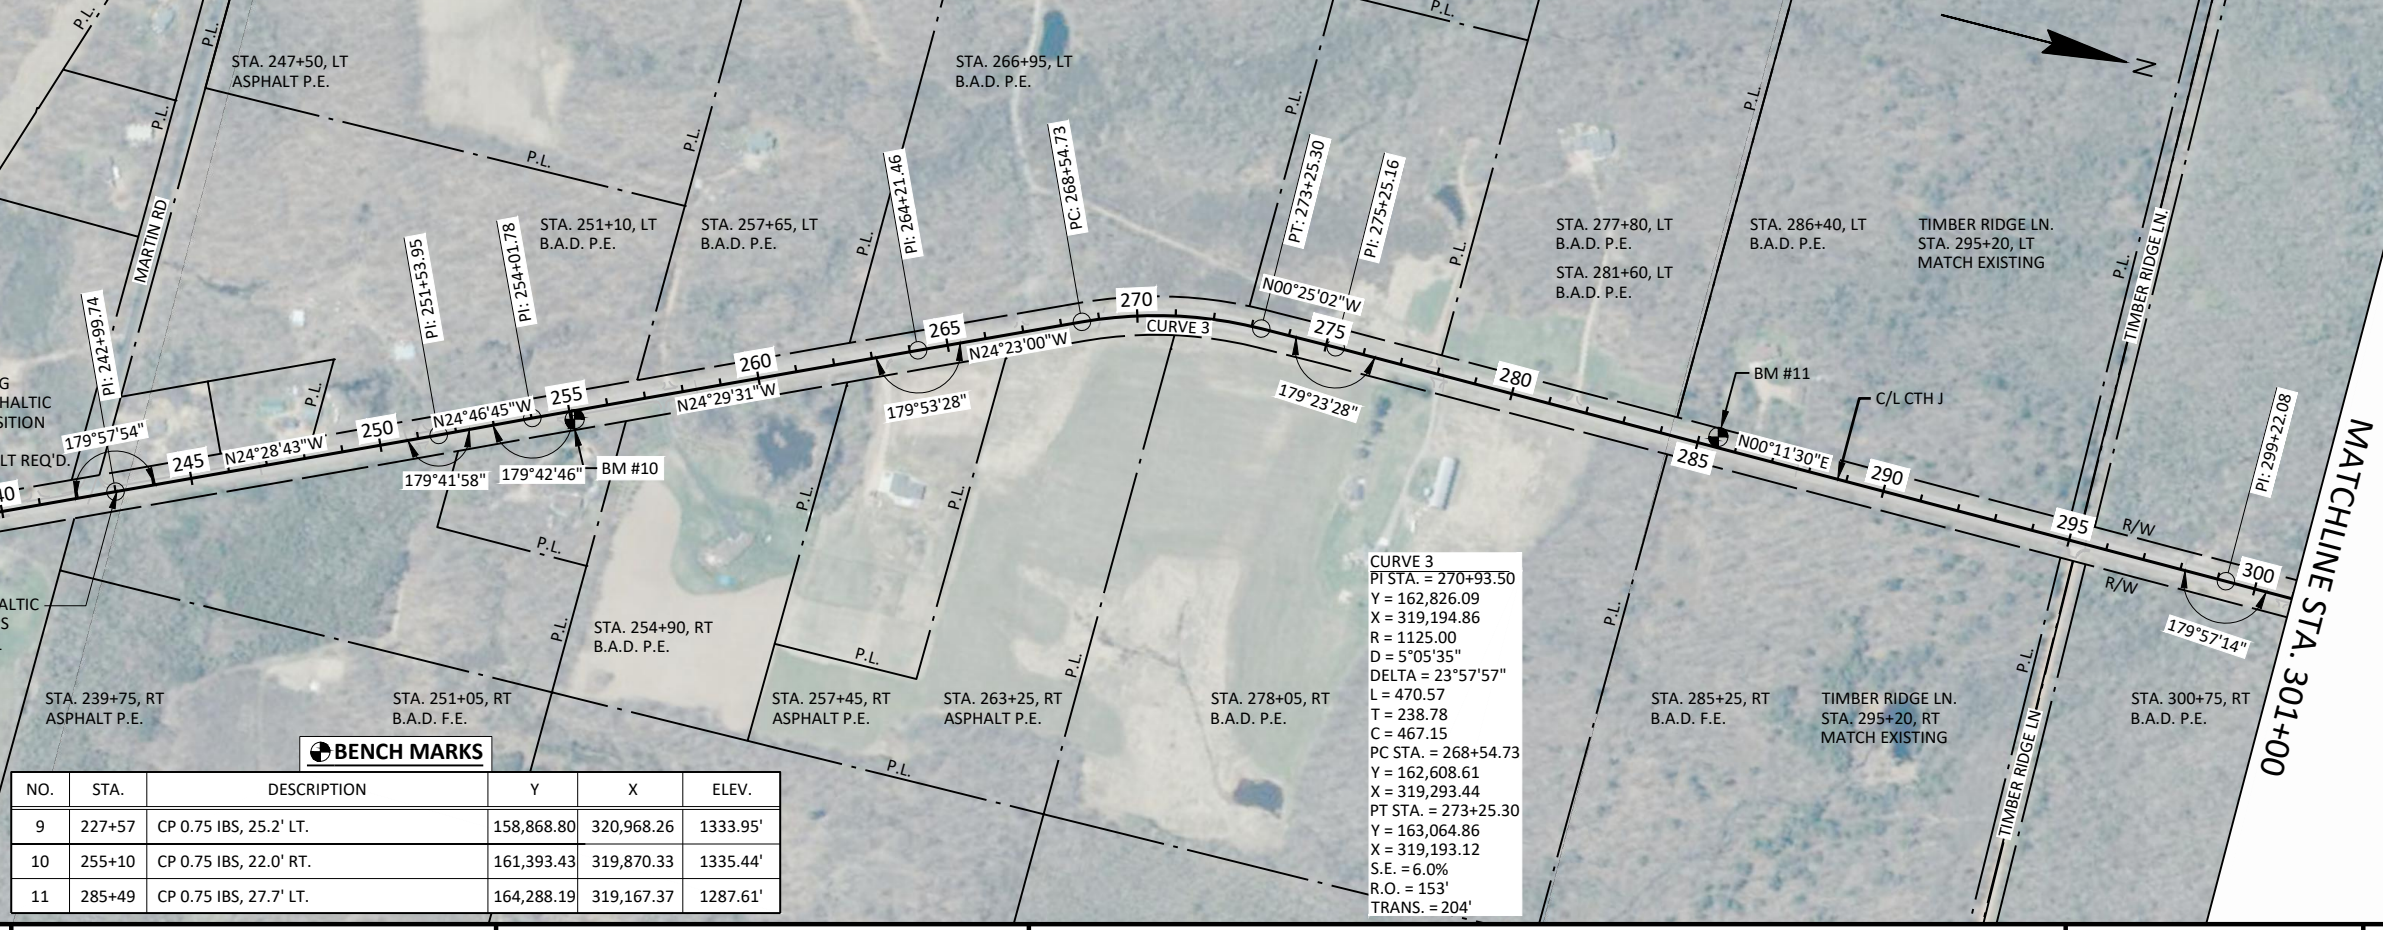 P.L.
P.L.
P.L.
P.L.
P.L.
P.L.
P.L.
P.L.
P.L.
P.L.
P.L.
P.L.
STA. 247+50, LT
ASPHALT P.E.
STA. 266+95, LT
B.A.D. P.E.
N
MARTIN RD
STA. 251+10, LT
B.A.D. P.E.
STA. 257+65, LT
B.A.D. P.E.
STA. 277+80, LT
B.A.D. P.E.
STA. 281+60, LT
B.A.D. P.E.
STA. 286+40, LT
B.A.D. P.E.
TIMBER RIDGE LN.
STA. 295+20, LT
MATCH EXISTING
TIMBER RIDGE LN.
PI: 242+99.74
PI: 251+53.95
PI: 254+01.78
PI: 264+21.46
PC: 268+54.73
PT: 273+25.30
PI: 275+25.16
PI: 299+22.08
G
HALTIC
SITION
LT REQ'D.
ALTIC
S
40
245
250
255
260
265
270
275
280
285
290
295
300
179°57'54"
N24°28'43"W
N24°46'45"W
179°41'58"
179°42'46"
BM #10
N24°29'31"W
179°53'28"
N24°23'00"W
CURVE 3
N00°25'02"W
179°23'28"
BM #11
N00°11'30"E
C/L CTH J
R/W
R/W
179°57'14"
MATCHLINE STA. 301+00
P.L.
P.L.
P.L.
P.L.
P.L.
P.L.
P.L.
P.L.
P.L.
STA. 239+75, RT
ASPHALT P.E.
STA. 251+05, RT
B.A.D. F.E.
STA. 254+90, RT
B.A.D. P.E.
STA. 257+45, RT
ASPHALT P.E.
STA. 263+25, RT
ASPHALT P.E.
STA. 278+05, RT
B.A.D. P.E.
STA. 285+25, RT
B.A.D. F.E.
TIMBER RIDGE LN.
STA. 295+20, RT
MATCH EXISTING
TIMBER RIDGE LN
STA. 300+75, RT
B.A.D. P.E.
CURVE 3
PI STA. = 270+93.50
Y = 162,826.09
X = 319,194.86
R = 1125.00
D = 5°05'35"
DELTA = 23°57'57"
L = 470.57
T = 238.78
C = 467.15
PC STA. = 268+54.73
Y = 162,608.61
X = 319,293.44
PT STA. = 273+25.30
Y = 163,064.86
X = 319,193.12
S.E. = 6.0%
R.O. = 153'
TRANS. = 204'
BENCH MARKS
NO. STA. DESCRIPTION Y X ELEV.
9 227+57 CP 0.75 IBS, 25.2' LT. 158,868.80 320,968.26 1333.95'
10 255+10 CP 0.75 IBS, 22.0' RT. 161,393.43 319,870.33 1335.44'
11 285+49 CP 0.75 IBS, 27.7' LT. 164,288.19 319,167.37 1287.61'